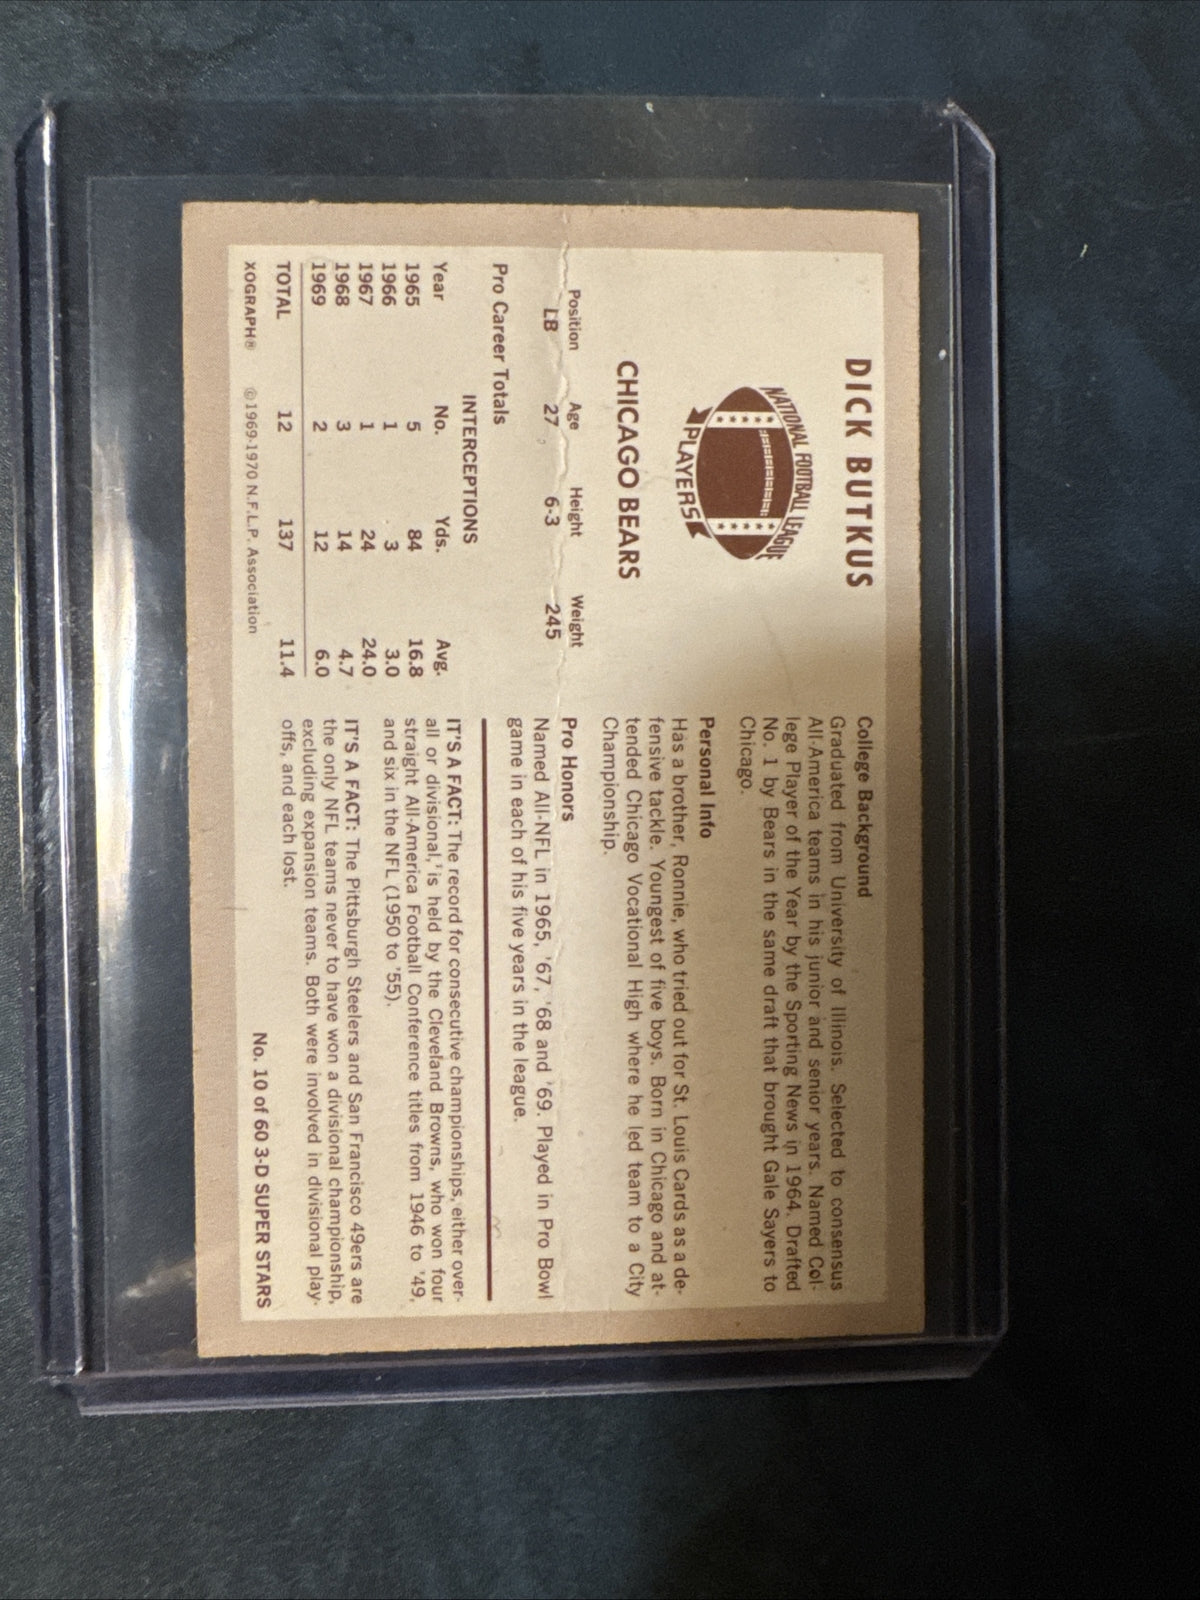 DICK BUTKUS
NATIONAL FOOTBALL LEAGUE
PLAYERS
CHICAGO BEARS
Position Age Height Weight
LB 27 6-3 245
Pro Career Totals
INTERCEPTIONS
Year No. Yds. Avg.
1965 5 84 16.8
1966 1 3 3.0
1967 1 24 24.0
1968 3 14 4.7
1969 2 12 6.0
TOTAL 12 137 11.4
XOGRAPH® ©1969-1970 N.F.L.P. Association
College Background
Graduated from University of Illinois. Selected to consensus
All-America teams in his junior and senior years. Named Col-
lege Player of the Year by the Sporting News in 1964. Drafted
No. 1 by Bears in the same draft that brought Gale Sayers to
Chicago.
Personal Info
Has a brother, Ronnie, who tried out for St. Louis Cards as a de-
fensive tackle. Youngest of five boys. Born in Chicago and at-
tended Chicago Vocational High where he led team to a City
Championship.
Pro Honors
Named All-NFL in 1965, '67, '68 and '69. Played in Pro Bowl
game in each of his five years in the league.
IT'S A FACT: The record for consecutive championships, either over-
all or divisional, is held by the Cleveland Browns, who won four
straight All-America Football Conference titles from 1946 to '49,
and six in the NFL (1950 to '55).
IT'S A FACT: The Pittsburgh Steelers and San Francisco 49ers are
the only NFL teams never to have won a divisional championship,
excluding expansion teams. Both were involved in divisional play-
offs, and each lost.
No. 10 of 60 3-D SUPER STARS